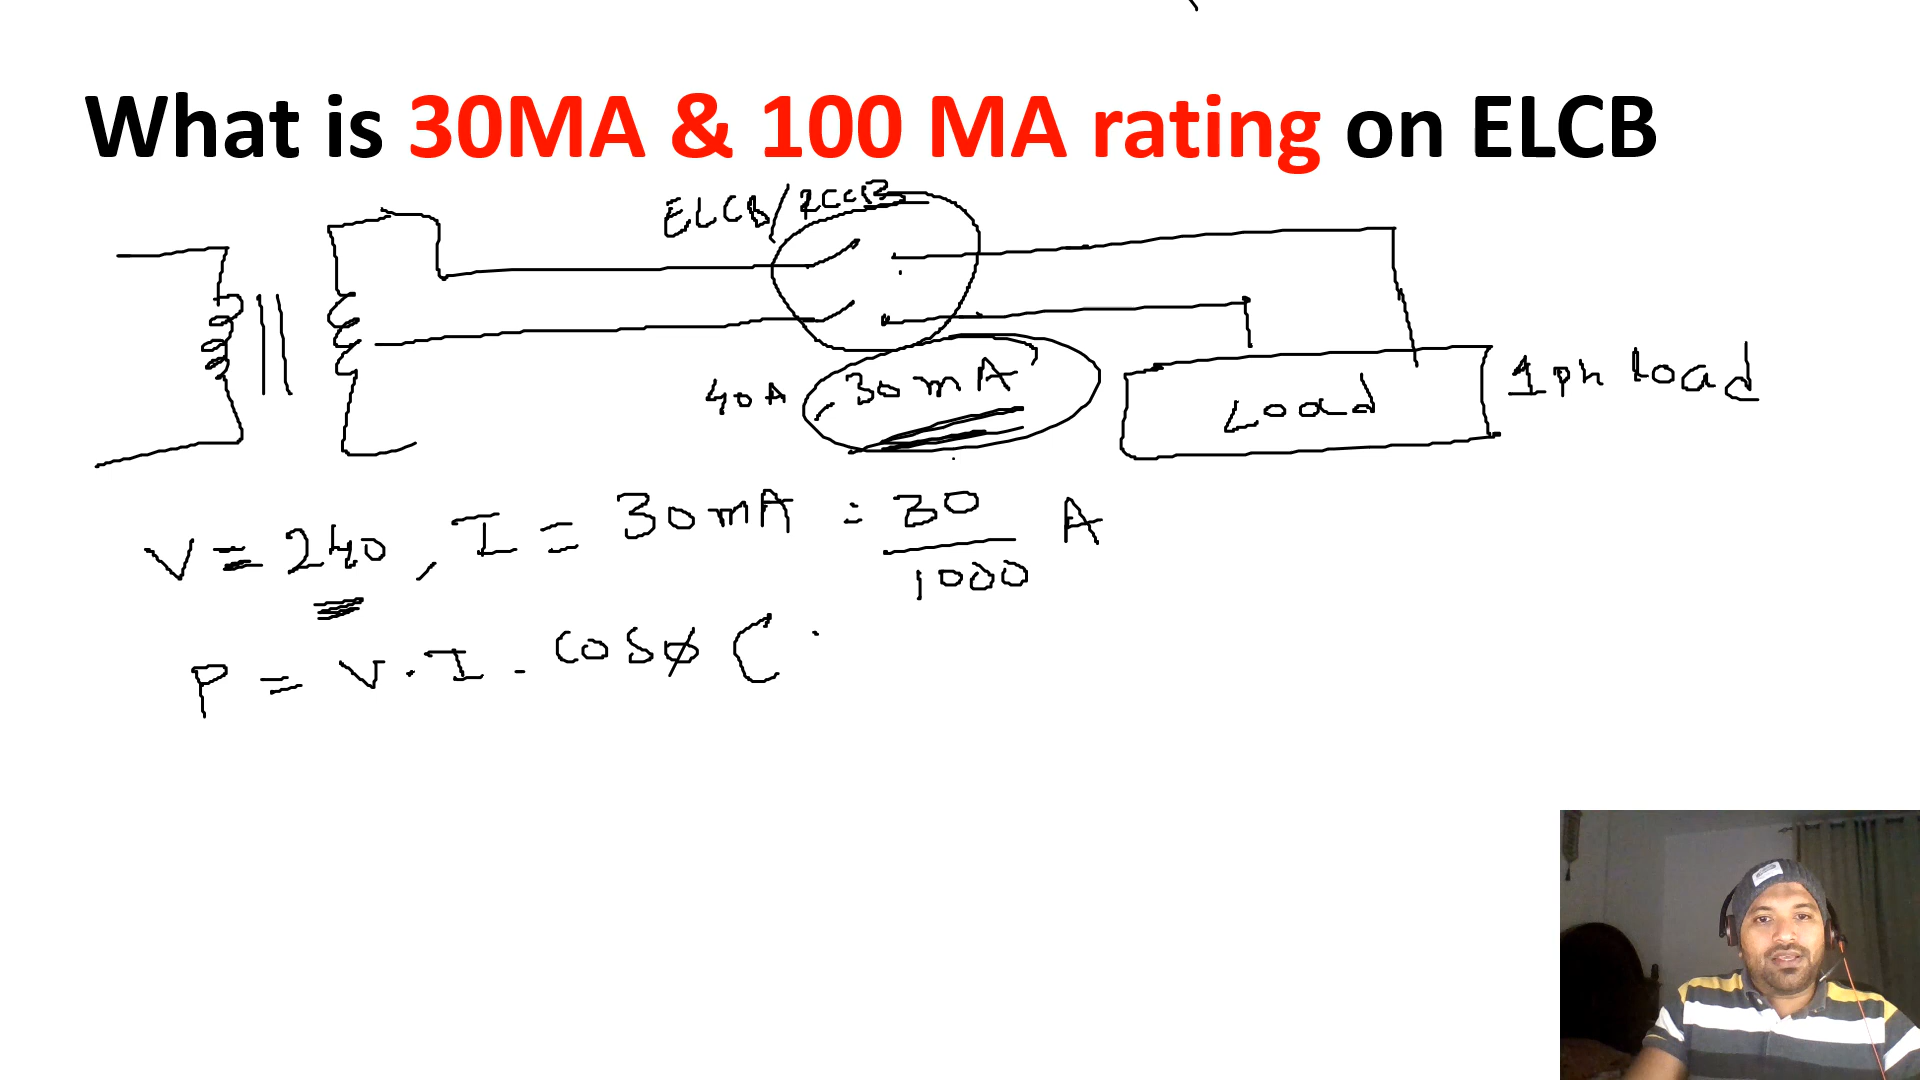 What is 30MA & 100 MA rating on ELCB
ELCB/RCCB
40A 30mA
Load
1ph Load
V = 240, I = 30mA = 30/1000 A
P = V.I.cosφ (